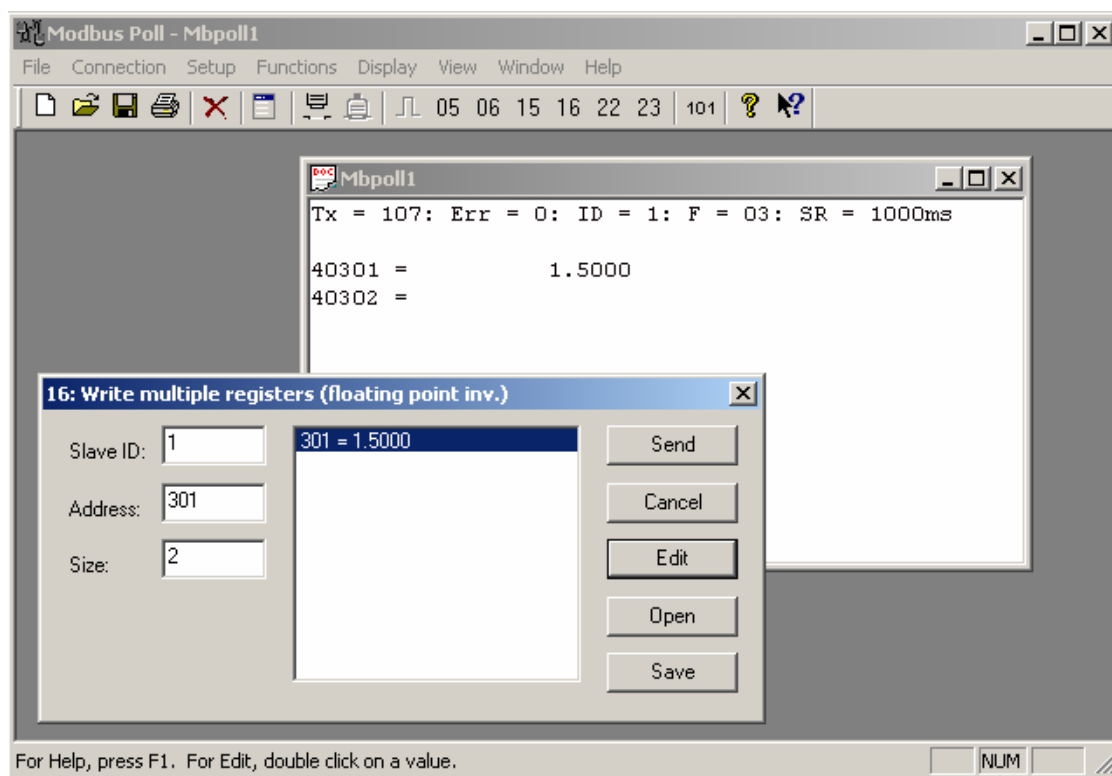 Modbus Poll - Mbpoll1
File Connection Setup Functions Display View Window Help
05 06 15 16 22 23 101
DOC Mbpoll1
Tx = 107: Err = 0: ID = 1: F = 03: SR = 1000ms
40301 = 1.5000
40302 =
16: Write multiple registers (floating point inv.)
Slave ID: 1
301 = 1.5000
Send
Address: 301
Cancel
Size: 2
Edit
Open
Save
For Help, press F1. For Edit, double click on a value.
NUM